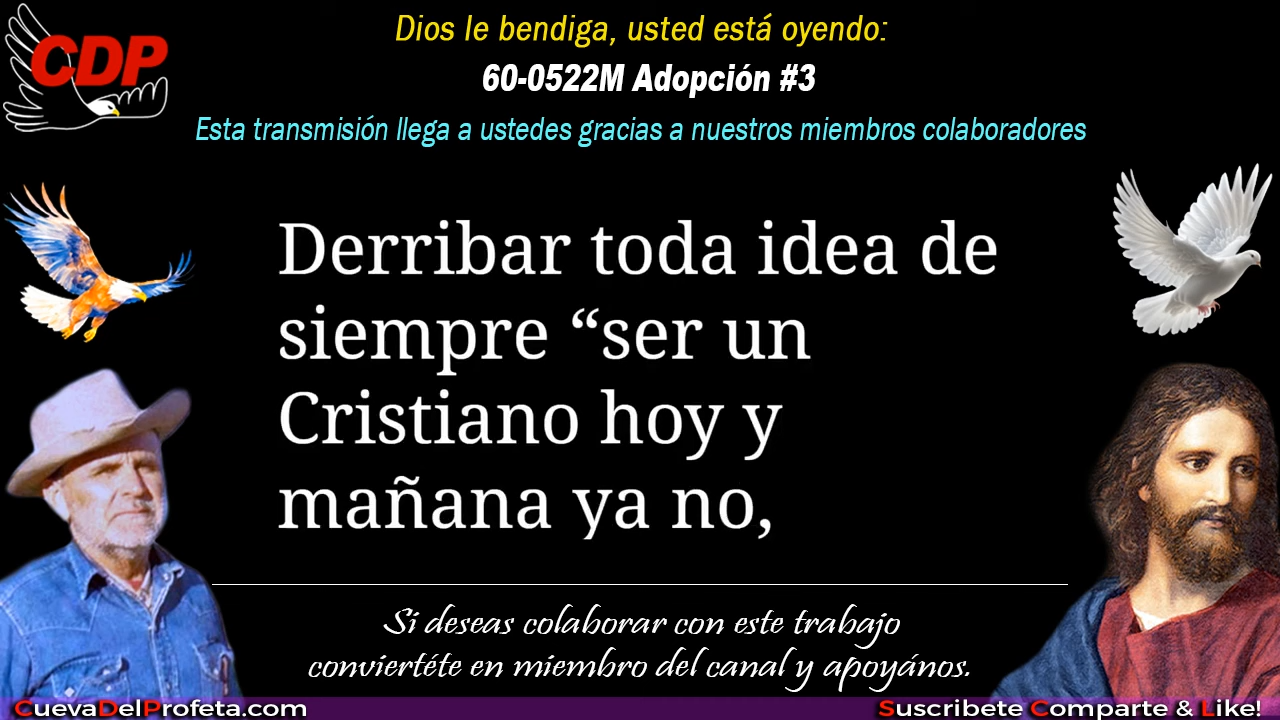 CDP
Dios le bendiga, usted está oyendo:
60-0522M Adopción #3
Esta transmisión llega a ustedes gracias a nuestros miembros colaboradores
Derribar toda idea de
siempre “ser un
Cristiano hoy y
mañana ya no,
Si deseas colaborar con este trabajo
conviertéte en miembro del canal y apoyános.
CuevaDelProfeta.com
Suscribete Comparte & Like!